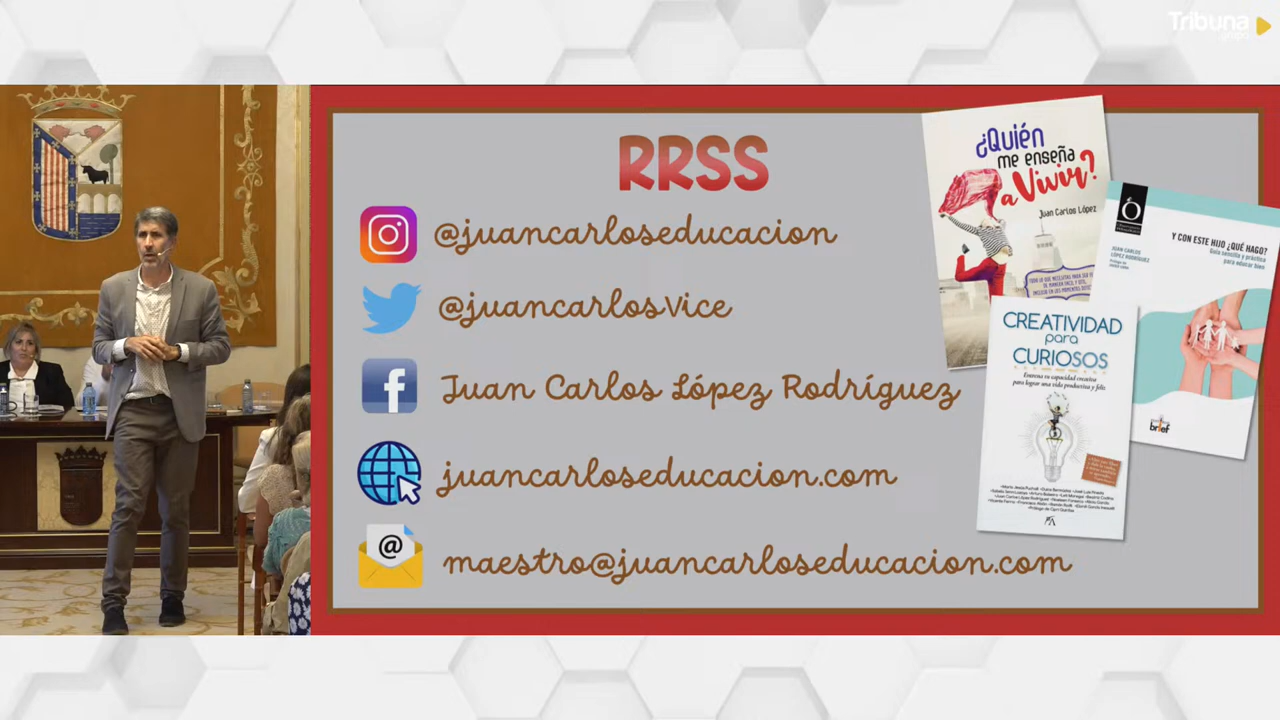 Tribuna
grupo
RRSS
@juancarloseducacion
@juancarlosVice
Juan Carlos López Rodríguez
juancarloseducacion.com
@
maestro@juancarloseducacion.com
¿Quién
me enseña
a Vivir?
Juan Carlos López
Y CON ESTE HIJO ¿QUÉ HAGO?
Guía sencilla y práctica
para educar bien
JUAN CARLOS
LÓPEZ RODRÍGUEZ
CREATIVIDAD
para
CURIOSOS
Entrena tu capacidad creativa
para lograr una vida productiva y feliz
brief